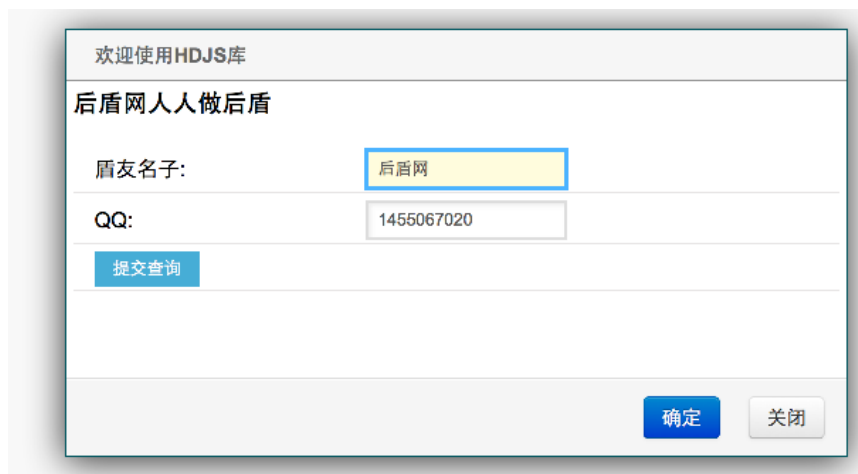 欢迎使用HDJS库
后盾网人人做后盾
盾友名子: 后盾网
QQ: 1455067020
提交查询
确定 关闭